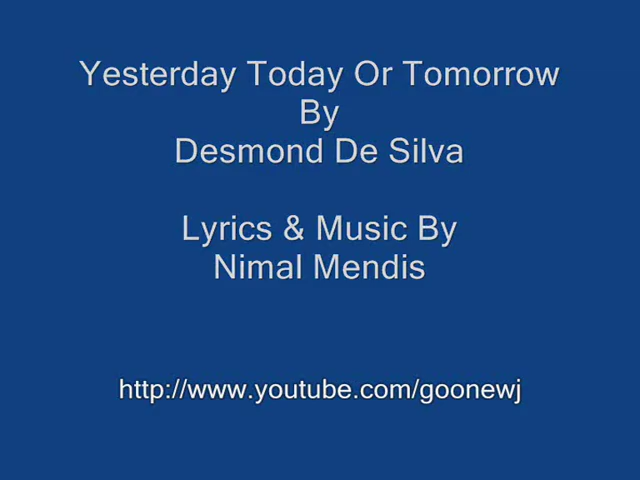 Yesterday Today Or Tomorrow
By
Desmond De Silva
Lyrics & Music By
Nimal Mendis
http://www.youtube.com/goonewj